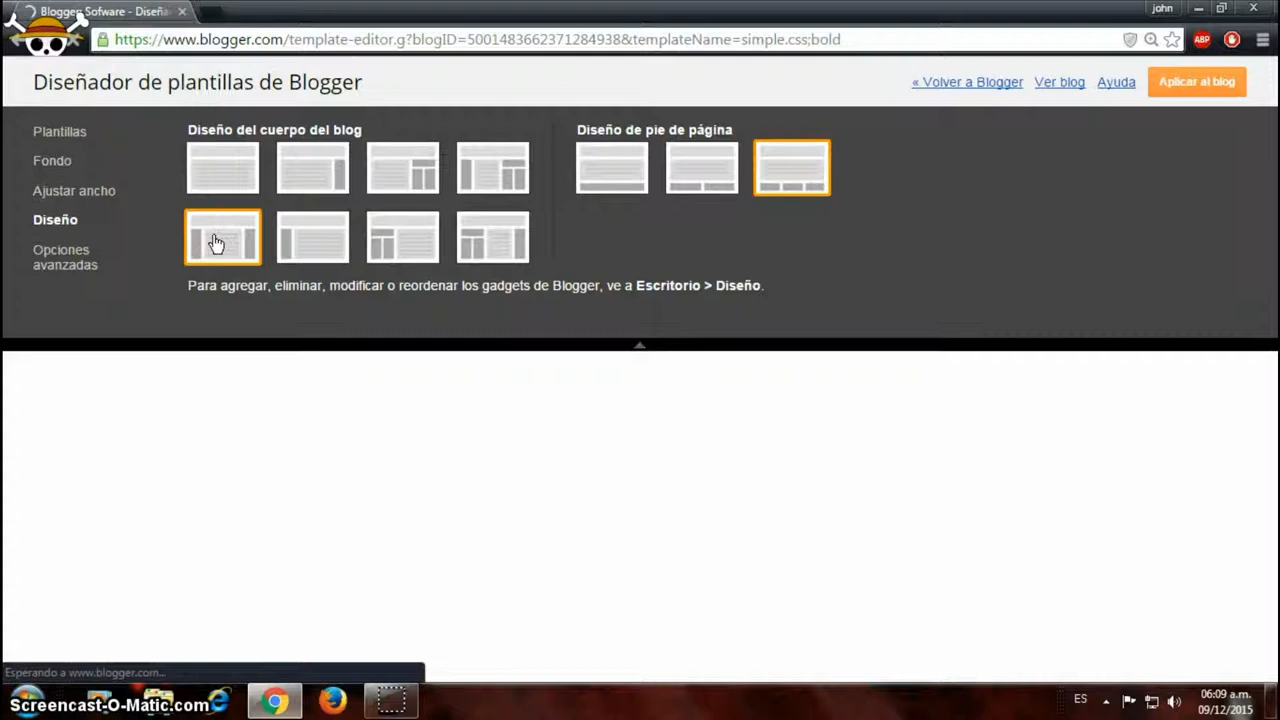 Blogger Sofware - Diseña
john
https://www.blogger.com/template-editor.g?blogID=5001483662371284938&templateName=simple.css;bold
ABP
Diseñador de plantillas de Blogger
« Volver a Blogger
Ver blog
Ayuda
Aplicar al blog
Plantillas
Fondo
Ajustar ancho
Diseño
Opciones
avanzadas
Diseño del cuerpo del blog
Diseño de pie de página
Para agregar, eliminar, modificar o reordenar los gadgets de Blogger, ve a Escritorio > Diseño.
Esperando a www.blogger.com...
Screencast-O-Matic.com
ES
06:09 a.m.
09/12/2015